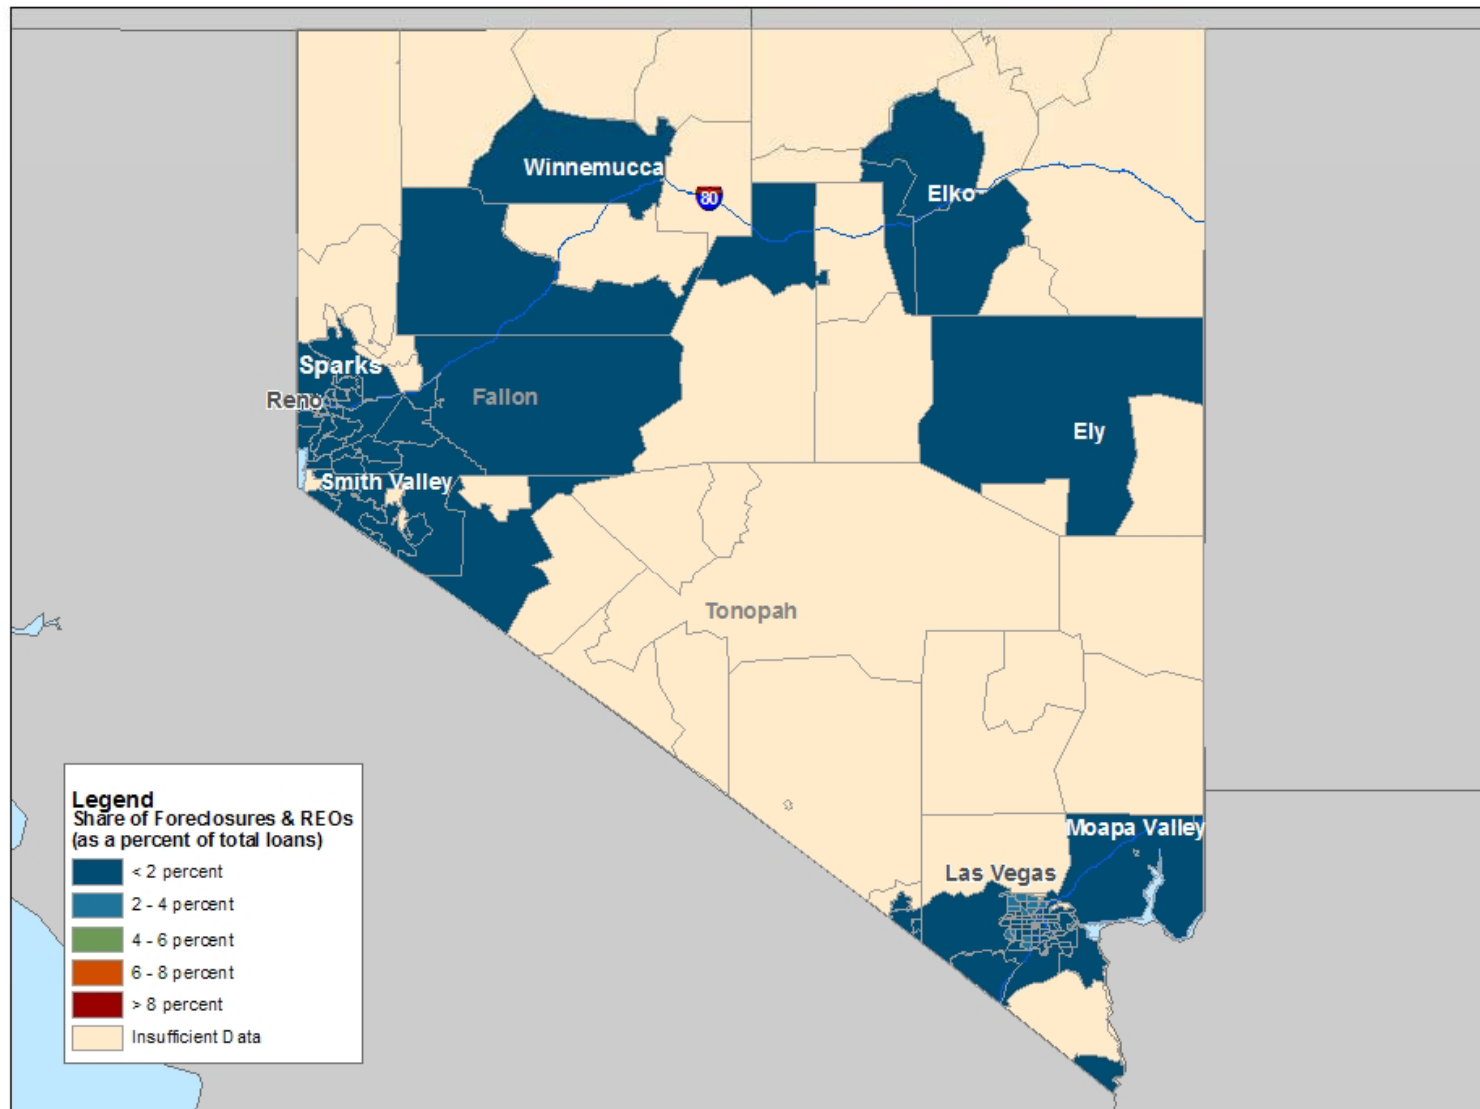 Winnemucca
80
Elko
Sparks
Reno
Fallon
Ely
Smith Valley
Tonopah
Moapa Valley
Las Vegas
Legend
Share of Foreclosures & REOs
(as a percent of total loans)
< 2 percent
2 - 4 percent
4 - 6 percent
6 - 8 percent
> 8 percent
Insufficient Data